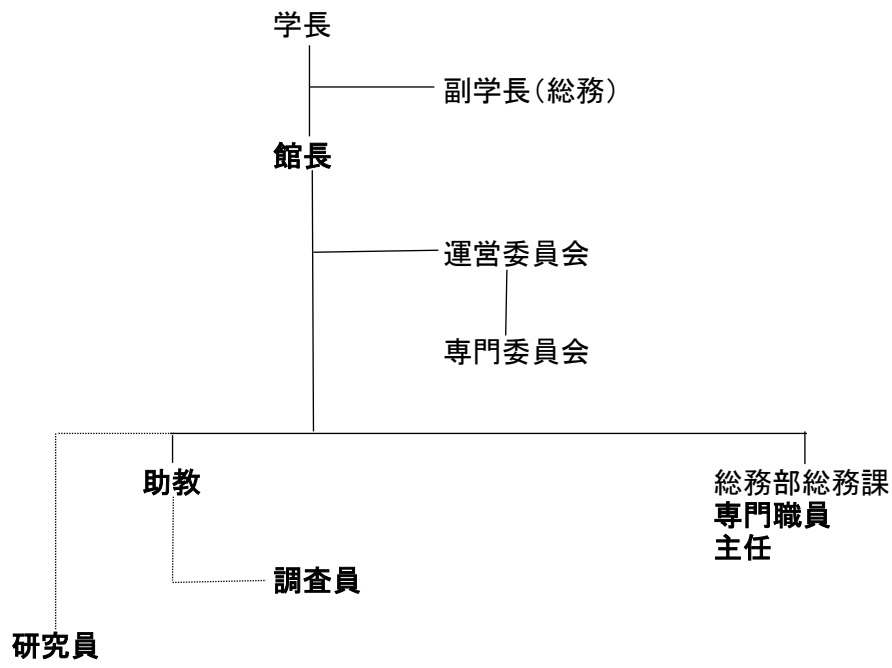 学長
副学長（総務）
館長
運営委員会
専門委員会
助教
総務部総務課
専門職員
主任
調査員
研究員